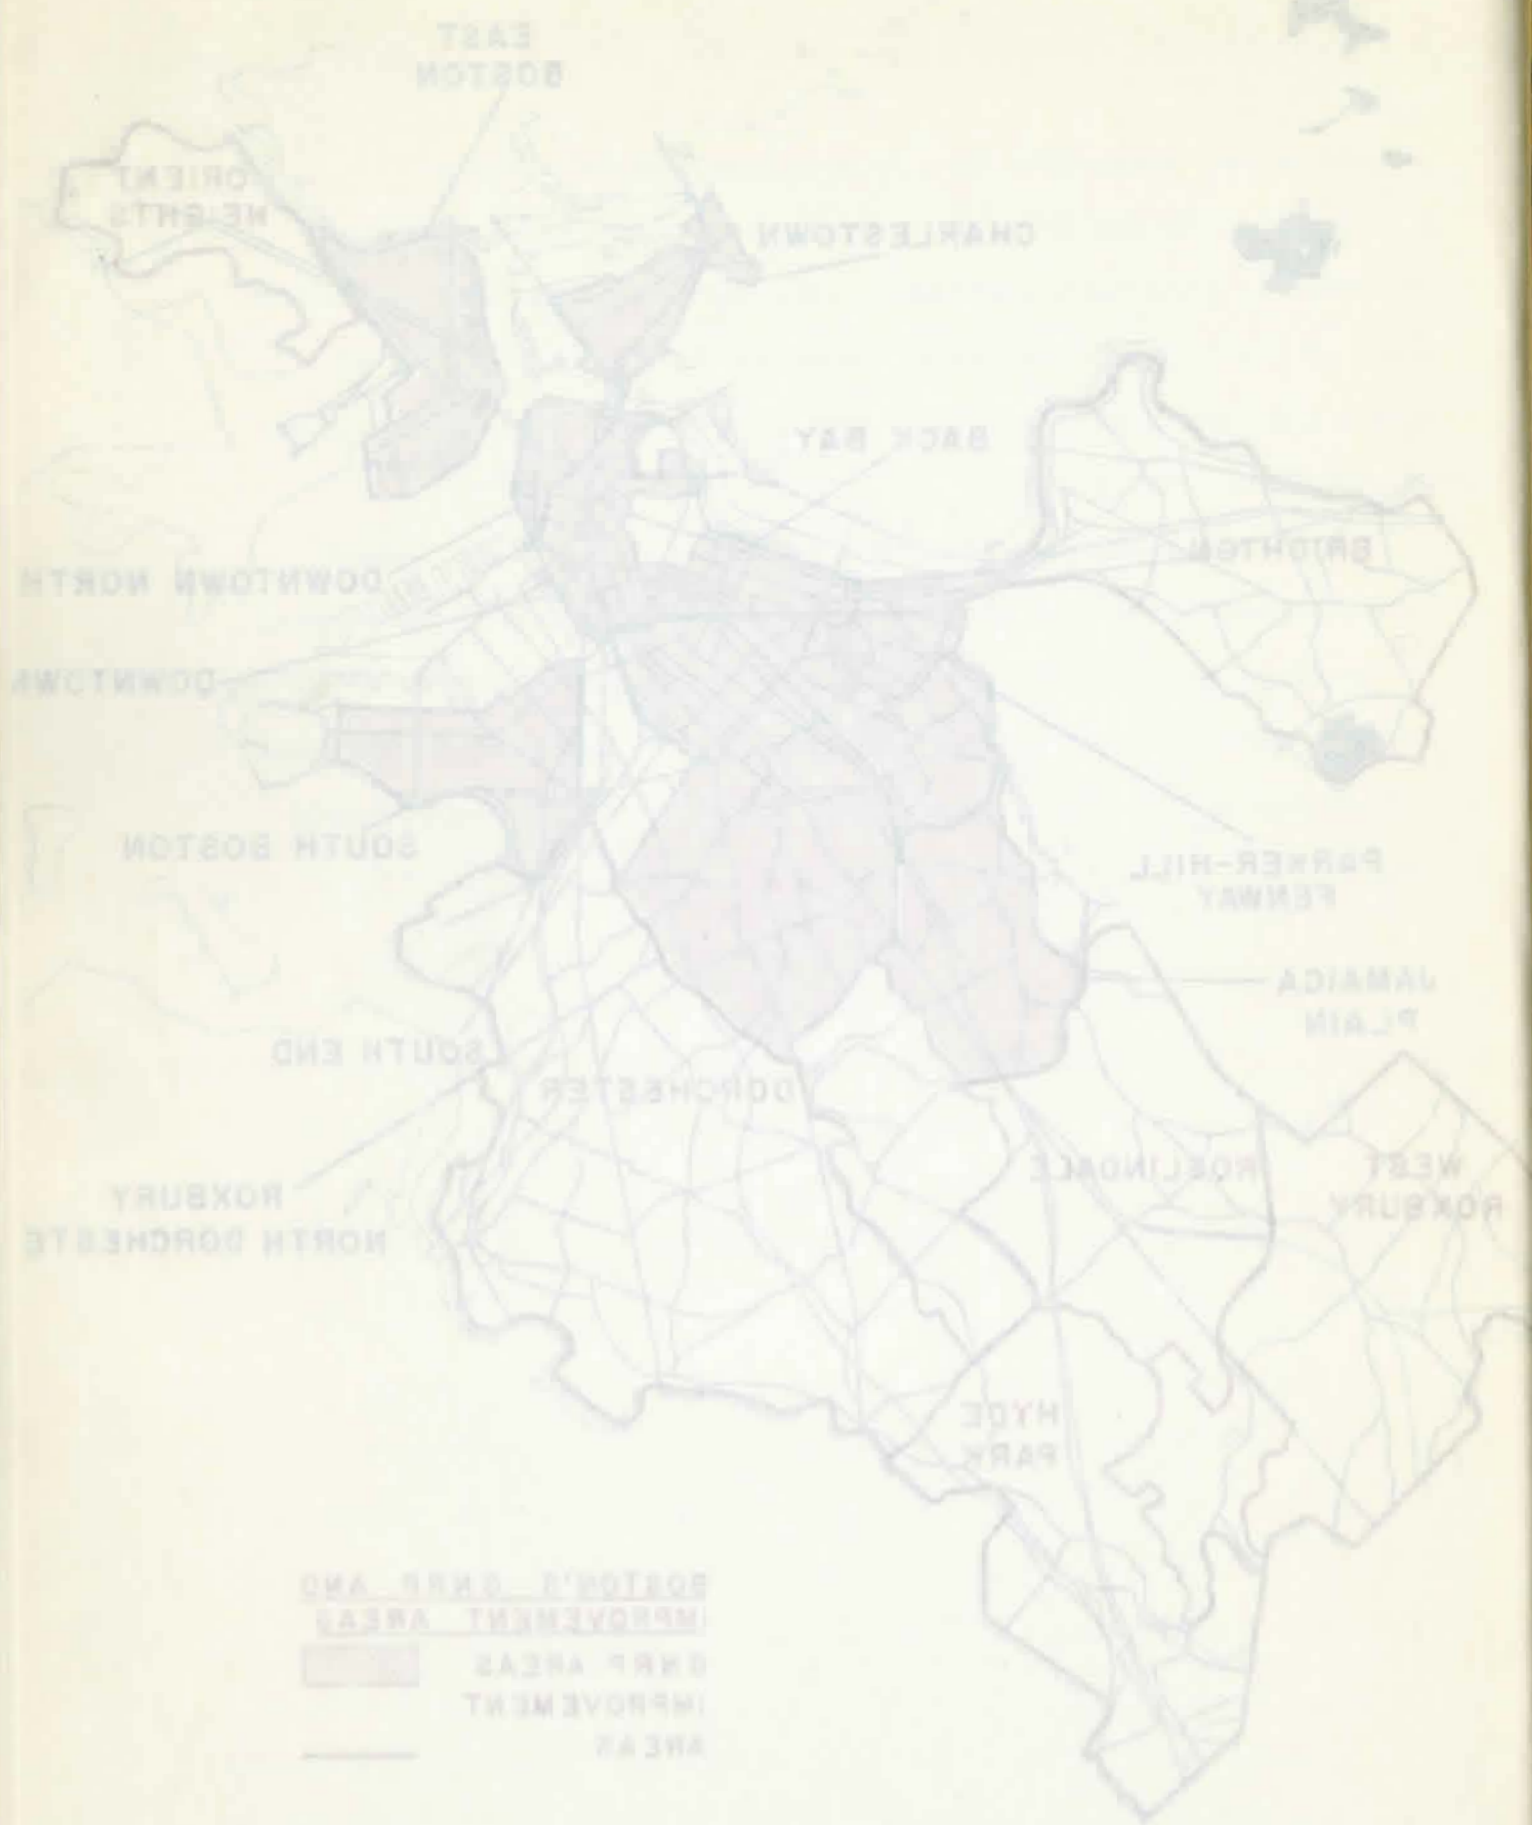 EAST
BOSTON
ORIENT
HEIGHTS
CHARLESTOWN
BACK BAY
BRIGHTON
DOWNTOWN NORTH
DOWNTOWN
SOUTH BOSTON
PARKER-HILL
FENWAY
JAMAICA
PLAIN
SOUTH END
DORCHESTER
ROSLINDALE
WEST
ROXBURY
ROXBURY
NORTH DORCHESTE
HYDE
PARK
BOSTON'S GNRP AND
IMPROVEMENT AREAS
GNRP AREAS
IMPROVEMENT
AREAS